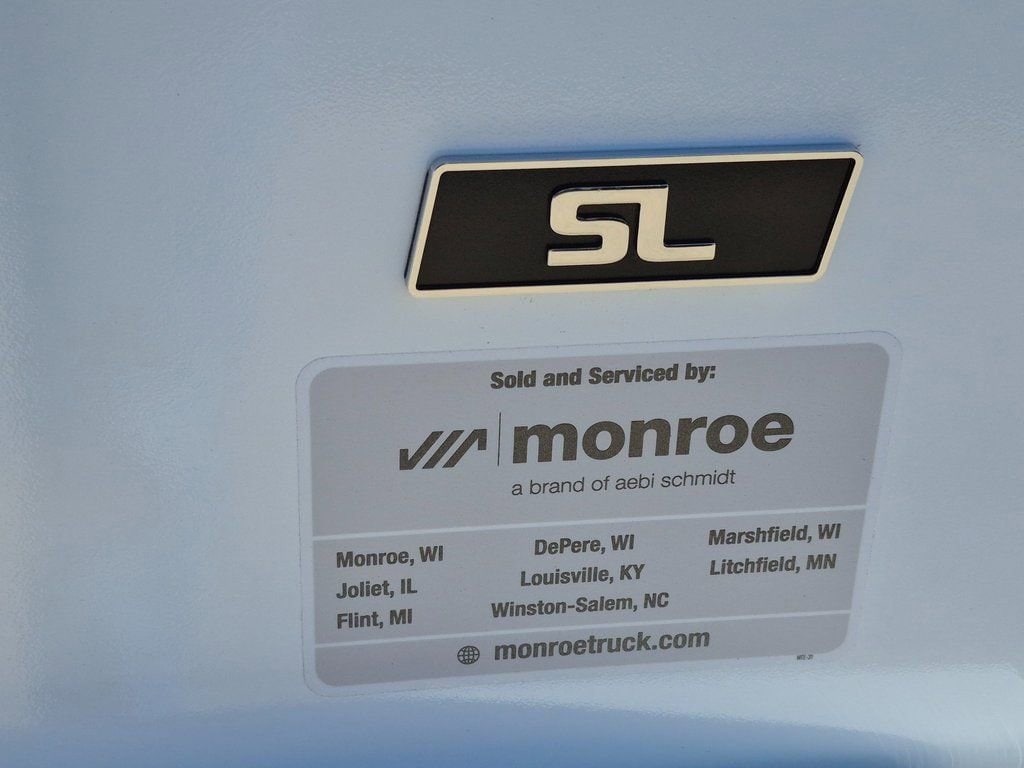 SL
Sold and Serviced by:
monroe
a brand of aebi schmidt
Monroe, WI DePere, WI Marshfield, WI
Joliet, IL Louisville, KY Litchfield, MN
Flint, MI Winston-Salem, NC
monroetruck.com